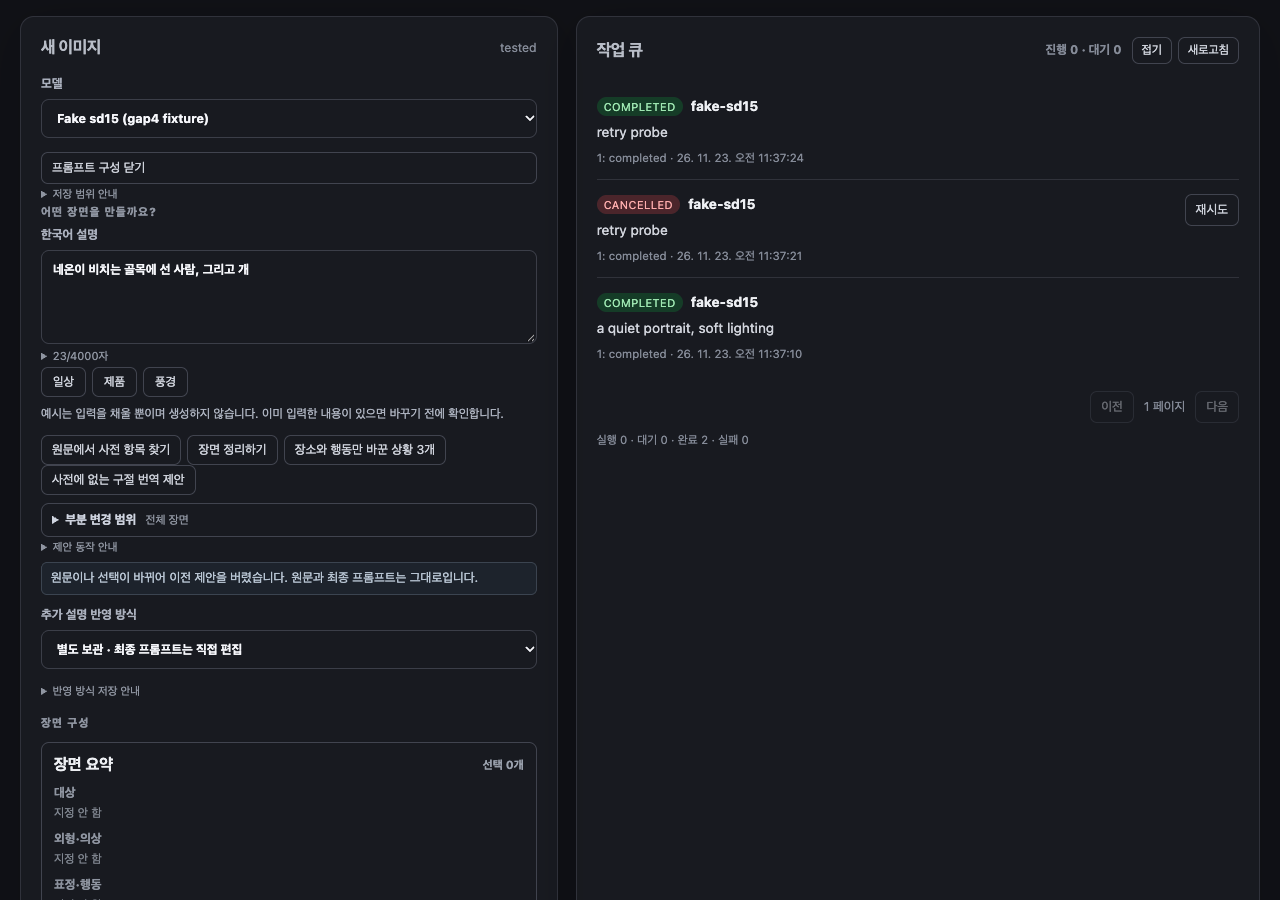 새 이미지
tested
모델
Fake sd15 (gap4 fixture)
프롬프트 구성 닫기
저장 범위 안내
어떤 장면을 만들까요?
한국어 설명
네온이 비치는 골목에 선 사람, 그리고 개
23/4000자
일상 제품 풍경
예시는 입력을 채울 뿐이며 생성하지 않습니다. 이미 입력한 내용이 있으면 바꾸기 전에 확인합니다.
원문에서 사전 항목 찾기 장면 정리하기 장소와 행동만 바꾼 상황 3개
사전에 없는 구절 번역 제안
부분 변경 범위 전체 장면
제안 동작 안내
원문이나 선택이 바뀌어 이전 제안을 버렸습니다. 원문과 최종 프롬프트는 그대로입니다.
추가 설명 반영 방식
별도 보관 · 최종 프롬프트는 직접 편집
반영 방식 저장 안내
장면 구성
장면 요약 선택 0개
대상
지정 안 함
외형·의상
지정 안 함
표정·행동
작업 큐 진행 0 · 대기 0 접기 새로고침
COMPLETED fake-sd15
retry probe
1: completed · 26. 11. 23. 오전 11:37:24
CANCELLED fake-sd15 재시도
retry probe
1: completed · 26. 11. 23. 오전 11:37:21
COMPLETED fake-sd15
a quiet portrait, soft lighting
1: completed · 26. 11. 23. 오전 11:37:10
이전 1 페이지 다음
실행 0 · 대기 0 · 완료 2 · 실패 0